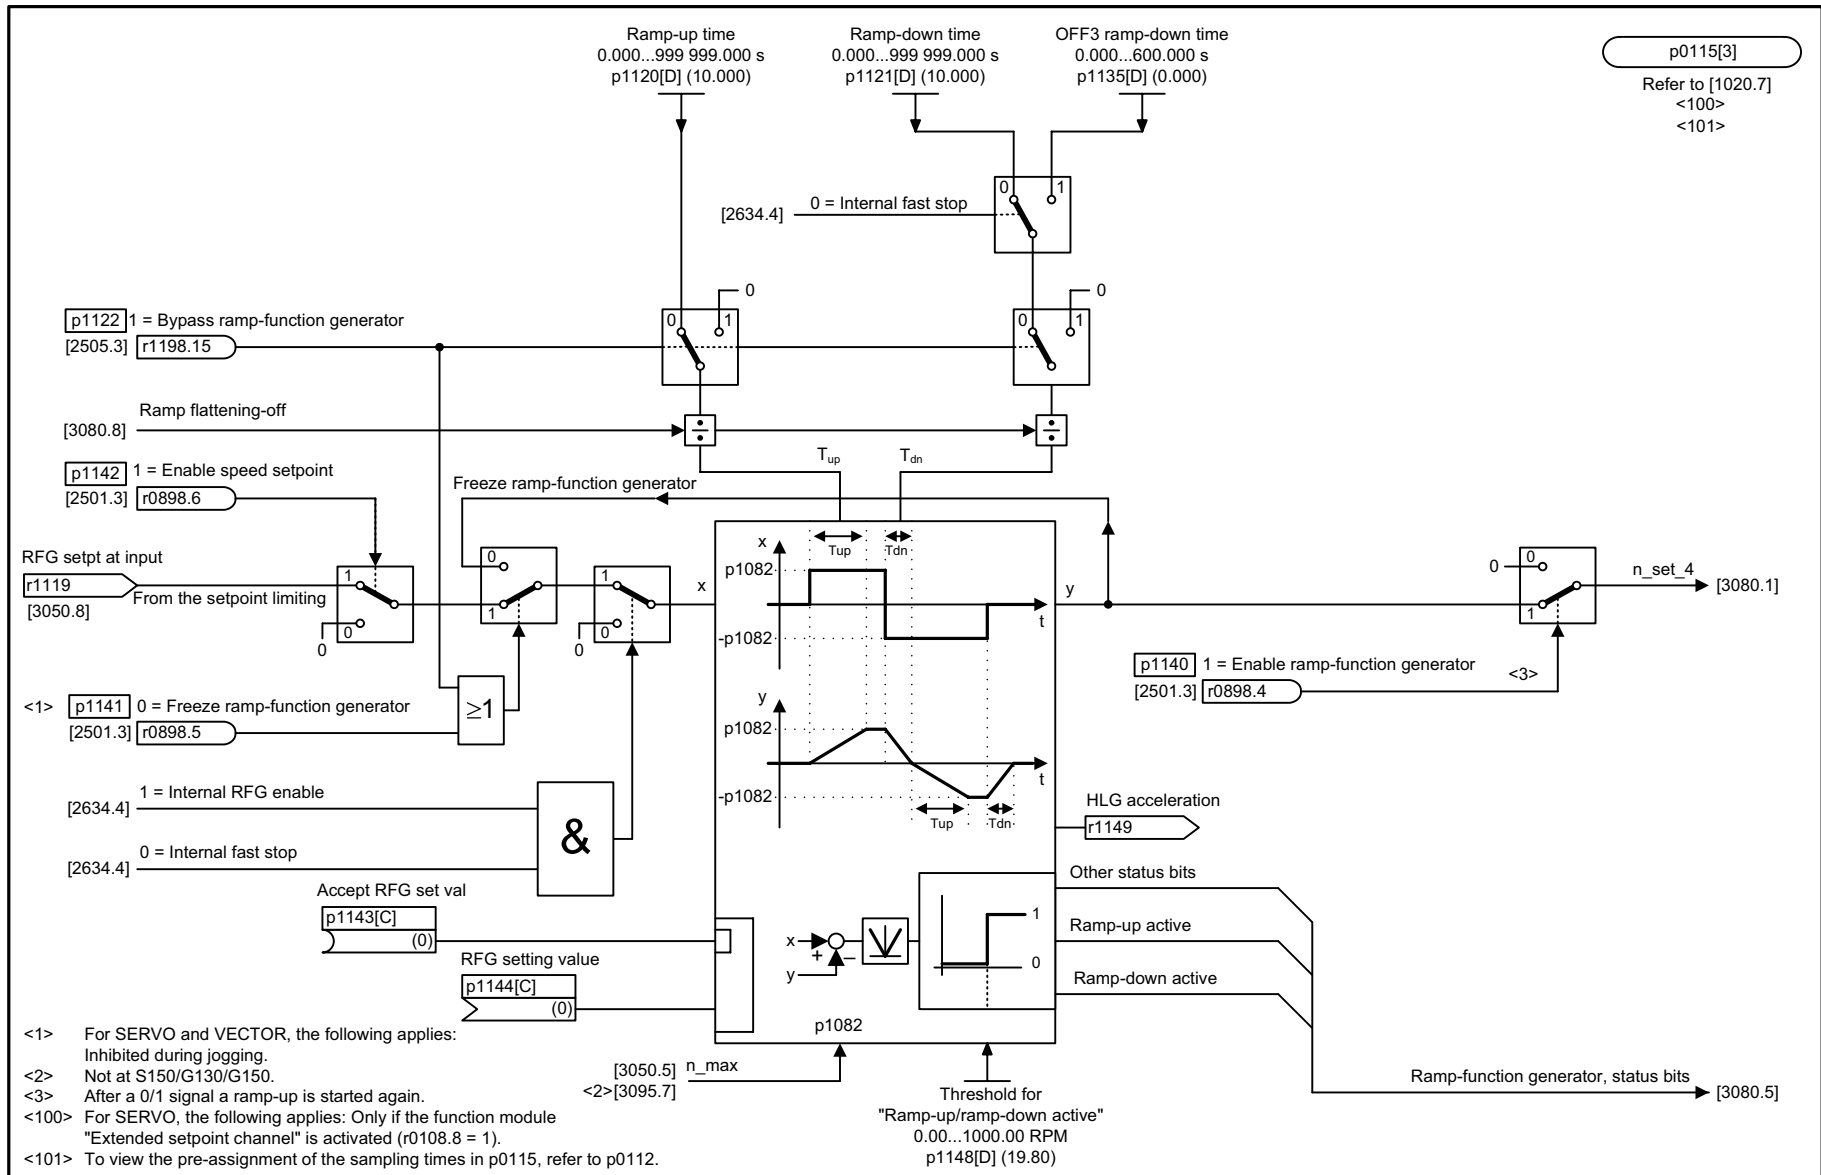 Ramp-up time
0.000...999 999.000 s
p1120[D] (10.000)
Ramp-down time
0.000...999 999.000 s
p1121[D] (10.000)
OFF3 ramp-down time
0.000...600.000 s
p1135[D] (0.000)
p0115[3]
Refer to [1020.7]
<100>
<101>
0 1
[2634.4] 0 = Internal fast stop
0
0
p1122 1 = Bypass ramp-function generator
[2505.3] r1198.15
0 1
0 1
Ramp flattening-off
[3080.8]
÷
÷
p1142 1 = Enable speed setpoint
[2501.3] r0898.6
Tup
Tdn
Freeze ramp-function generator
RFG setpt at input
r1119
[3050.8]
From the setpoint limiting
1
0
0
0
1
1
0
0
x
x
Tup
Tdn
p1082
-p1082
t
y
0
0
1
n_set_4
[3080.1]
p1140 1 = Enable ramp-function generator
[2501.3] r0898.4
<3>
<1> p1141 0 = Freeze ramp-function generator
[2501.3] r0898.5
≥1
y
p1082
-p1082
t
Tup
Tdn
1 = Internal RFG enable
[2634.4]
0 = Internal fast stop
[2634.4]
&
HLG acceleration
r1149
Accept RFG set val
p1143[C]
(0)
RFG setting value
p1144[C]
(0)
x
+
−
y
1
0
Other status bits
Ramp-up active
Ramp-down active
p1082
[3050.5] n_max
<2>[3095.7]
Threshold for
"Ramp-up/ramp-down active"
0.00...1000.00 RPM
p1148[D] (19.80)
Ramp-function generator, status bits
[3080.5]
<1> For SERVO and VECTOR, the following applies:
Inhibited during jogging.
<2> Not at S150/G130/G150.
<3> After a 0/1 signal a ramp-up is started again.
<100> For SERVO, the following applies: Only if the function module
"Extended setpoint channel" is activated (r0108.8 = 1).
<101> To view the pre-assignment of the sampling times in p0115, refer to p0112.